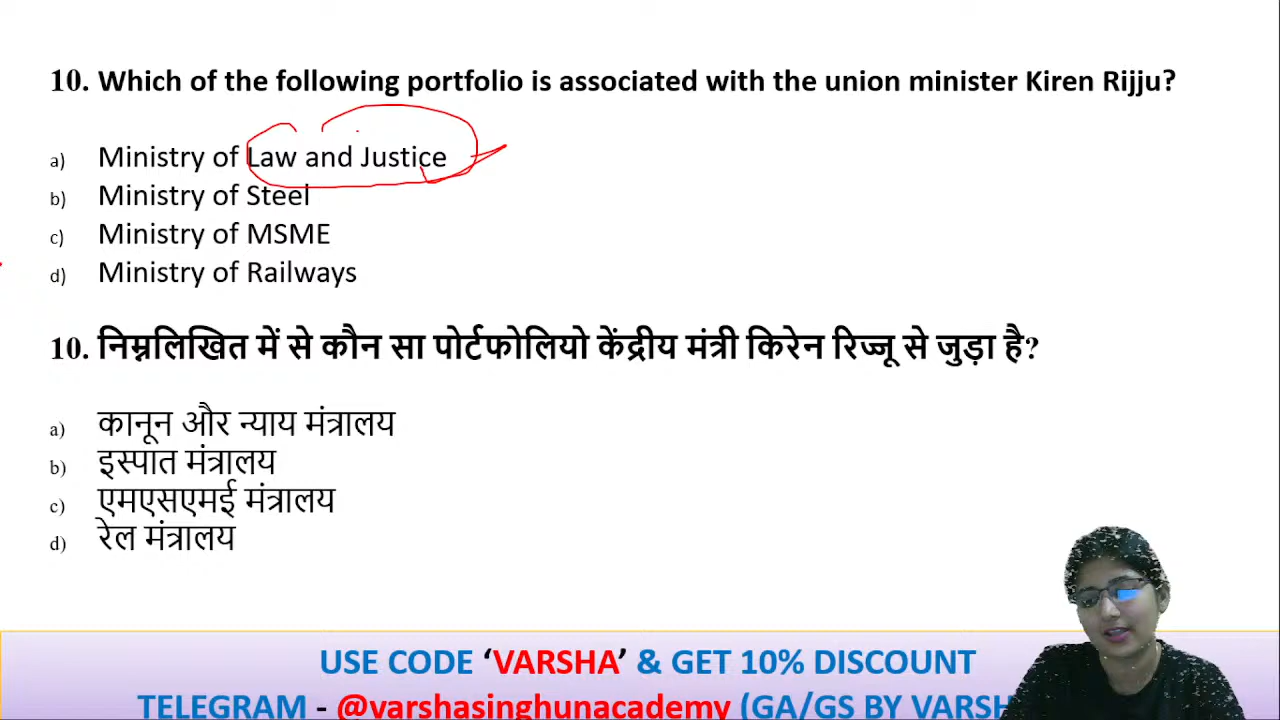 10. Which of the following portfolio is associated with the union minister Kiren Rijju?
a) Ministry of Law and Justice
b) Ministry of Steel
c) Ministry of MSME
d) Ministry of Railways
10. निम्नलिखित में से कौन सा पोर्टफोलियो केंद्रीय मंत्री किरेन रिज्जू से जुड़ा है?
a) कानून और न्याय मंत्रालय
b) इस्पात मंत्रालय
c) एमएसएमई मंत्रालय
d) रेल मंत्रालय
USE CODE ‘VARSHA’ & GET 10% DISCOUNT
TELEGRAM - @varshasinghunacademy (GA/GS BY